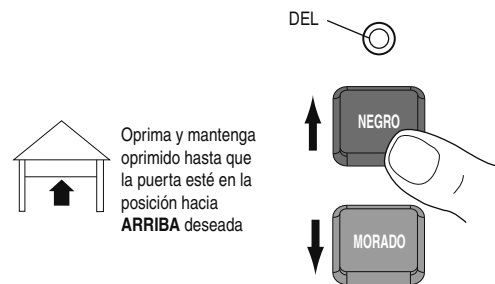 DEL
NEGRO
Oprima y mantenga
oprimido hasta que
la puerta esté en la
posición hacia
ARRIBA deseada
MORADO